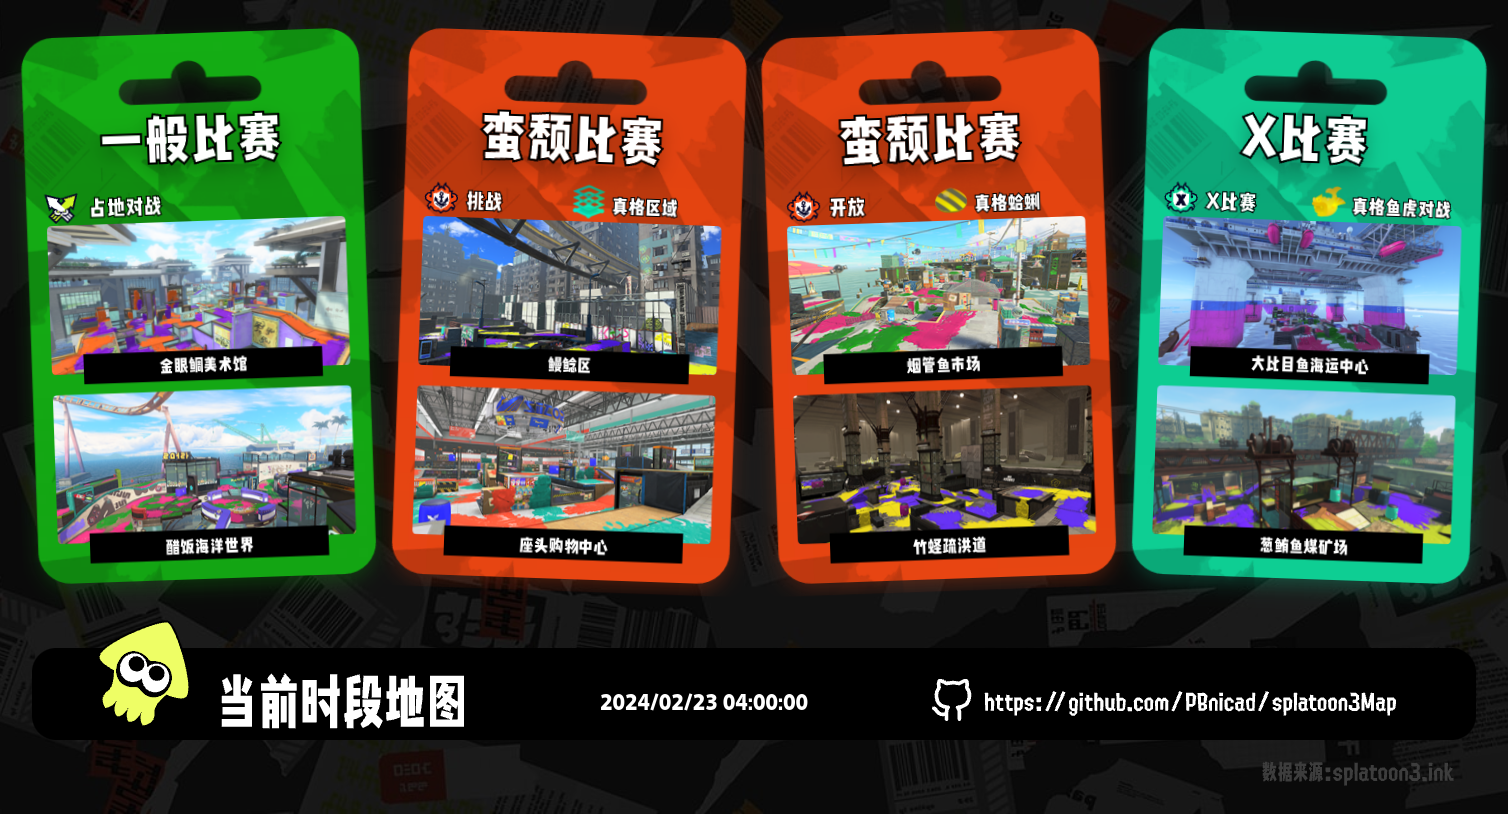 一般比赛
占地对战
金眼鲷美术馆
醋饭海洋世界
蛮颓比赛
挑战
真格区域
鳗鲶区
座头购物中心
蛮颓比赛
开放
真格蛤蜊
烟管鱼市场
竹蛏疏洪道
X比赛
X比赛
真格鱼虎对战
大比目鱼海运中心
葱鲔鱼煤矿场
当前时段地图
2024/02/23 04:00:00
https://github.com/PBnicad/splatoon3Map
数据来源:splatoon3.ink